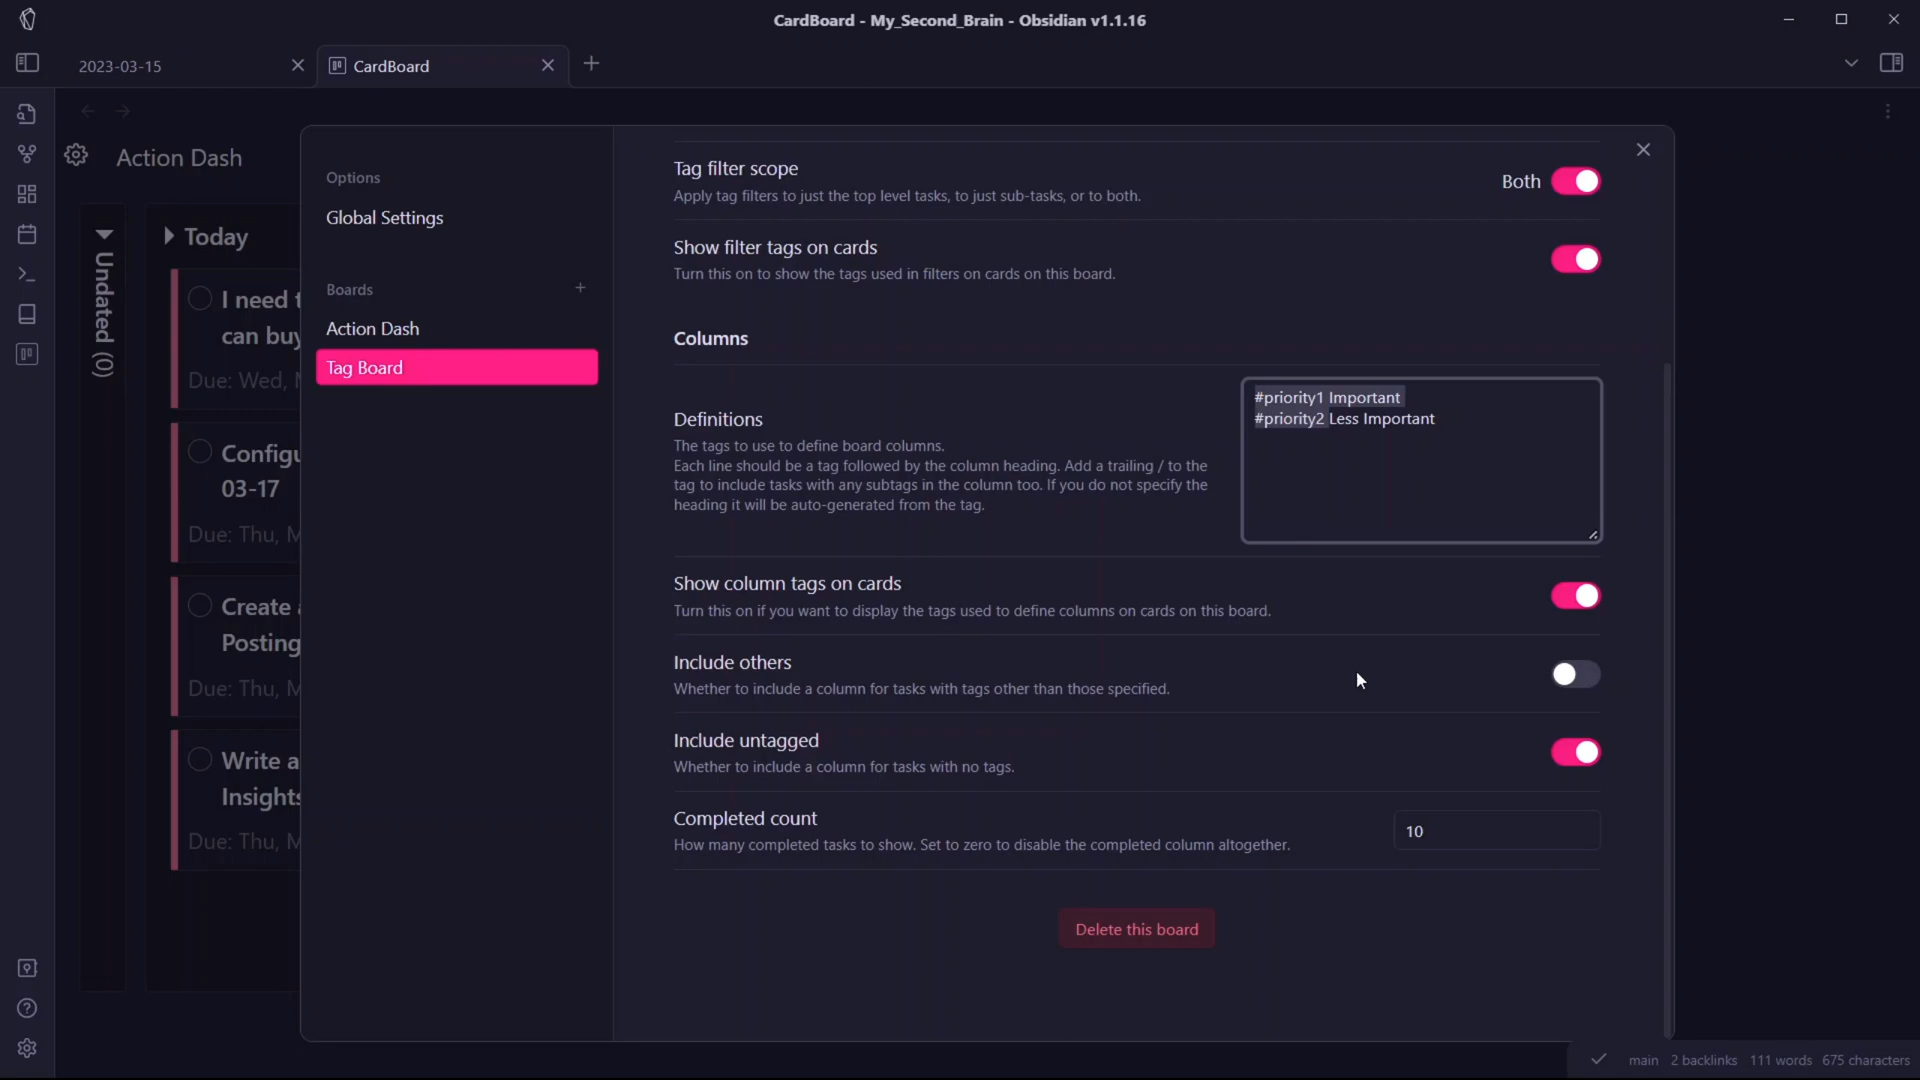 CardBoard - My_Second_Brain - Obsidian v1.1.16
2023-03-15
CardBoard
Action Dash
Undated (0)
Today
I need
can buy
Due: Wed,
Configu
03-17
Due: Thu, M
Create
Posting
Due: Thu, M
Write a
Insights
Due: Thu, M
Options
Global Settings
Boards
Action Dash
Tag Board
Tag filter scope
Apply tag filters to just the top level tasks, to just sub-tasks, or to both.
Both
Show filter tags on cards
Turn this on to show the tags used in filters on cards on this board.
Columns
Definitions
The tags to use to define board columns.
Each line should be a tag followed by the column heading. Add a trailing / to the
tag to include tasks with any subtags in the column too. If you do not specify the
heading it will be auto-generated from the tag.
#priority1 Important
#priority2 Less Important
Show column tags on cards
Turn this on if you want to display the tags used to define columns on cards on this board.
Include others
Whether to include a column for tasks with tags other than those specified.
Include untagged
Whether to include a column for tasks with no tags.
Completed count
How many completed tasks to show. Set to zero to disable the completed column altogether.
10
Delete this board
main 2 backlinks 111 words 675 characters